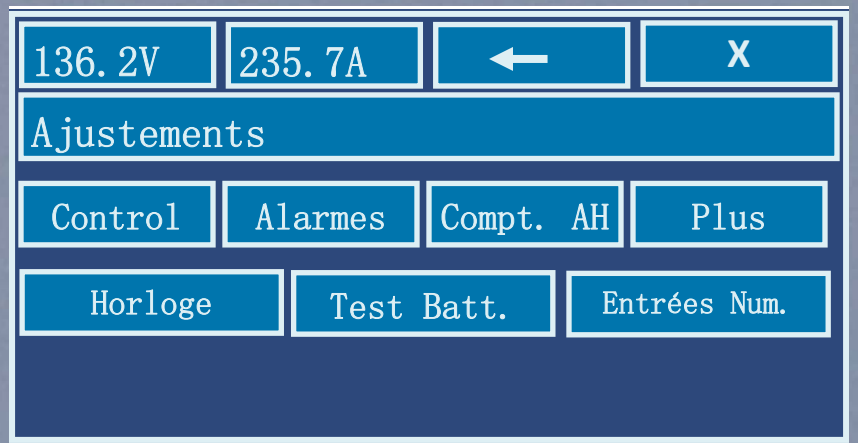 136.2V 235.7A ← X
Ajustements
Control Alarmes Compt. AH Plus
Horloge Test Batt. Entrées Num.